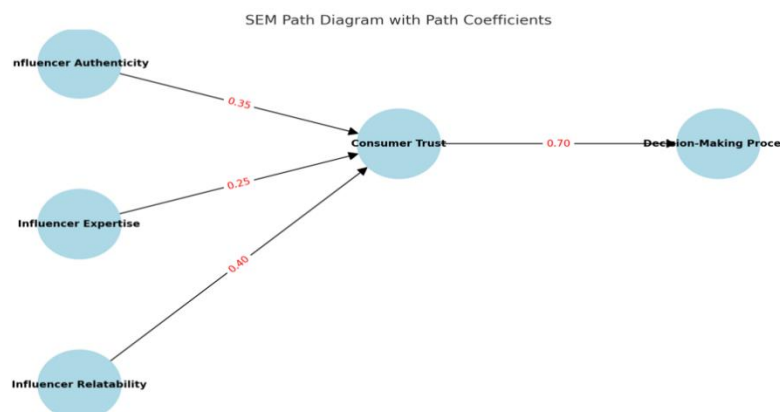 SEM Path Diagram with Path Coefficients
nfluencer Authenticity
0.35
Consumer Trust
0.70
Decision-Making Proce
0.25
Influencer Expertise
0.40
Influencer Relatability